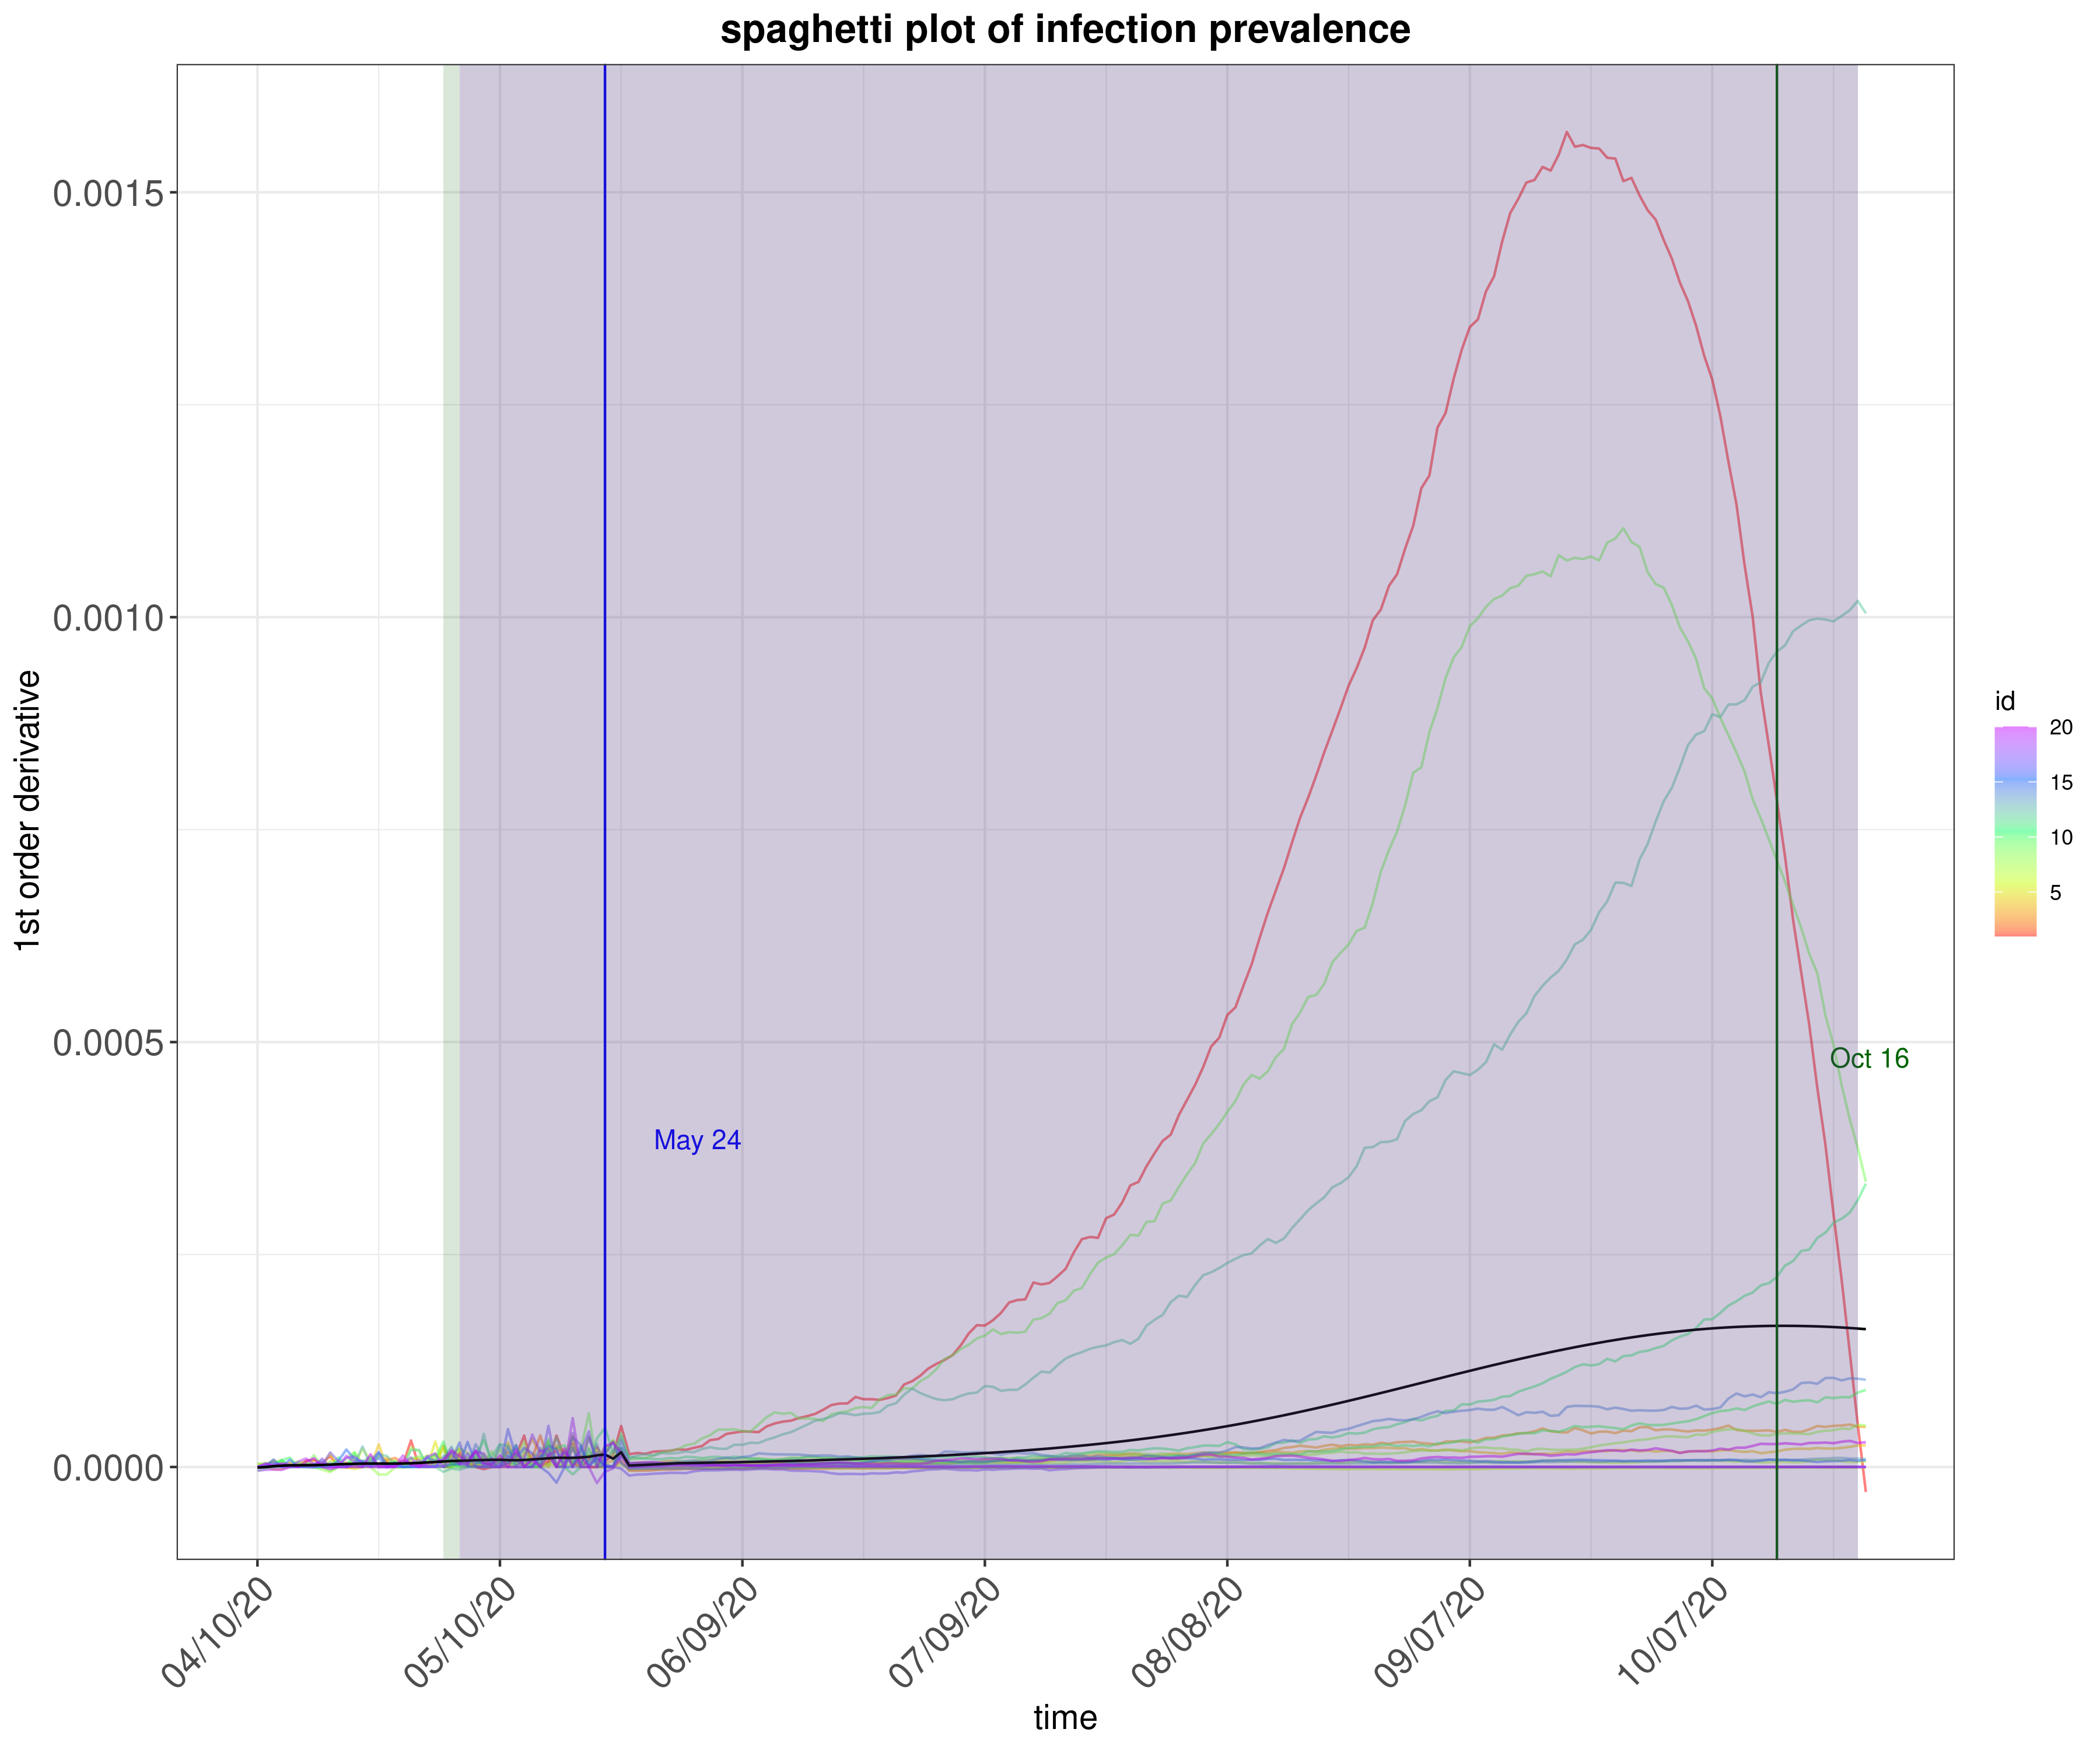 spaghetti plot of infection prevalence
1st order derivative
0.0015
0.0010
0.0005
0.0000
May 24
Oct 16
04/10/20
05/10/20
06/09/20
07/09/20
08/08/20
09/07/20
10/07/20
time
id
20
15
10
5